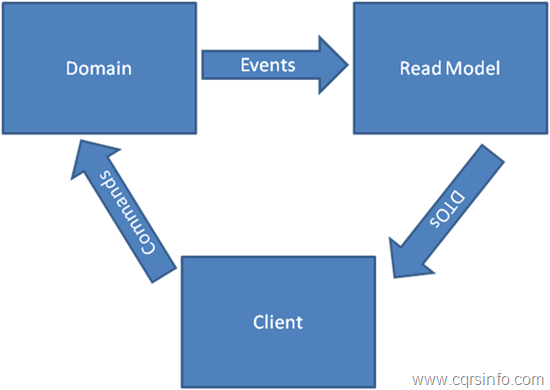 Domain
Events
Read Model
Commands
DTOs
Client
www.cqrsinfo.com